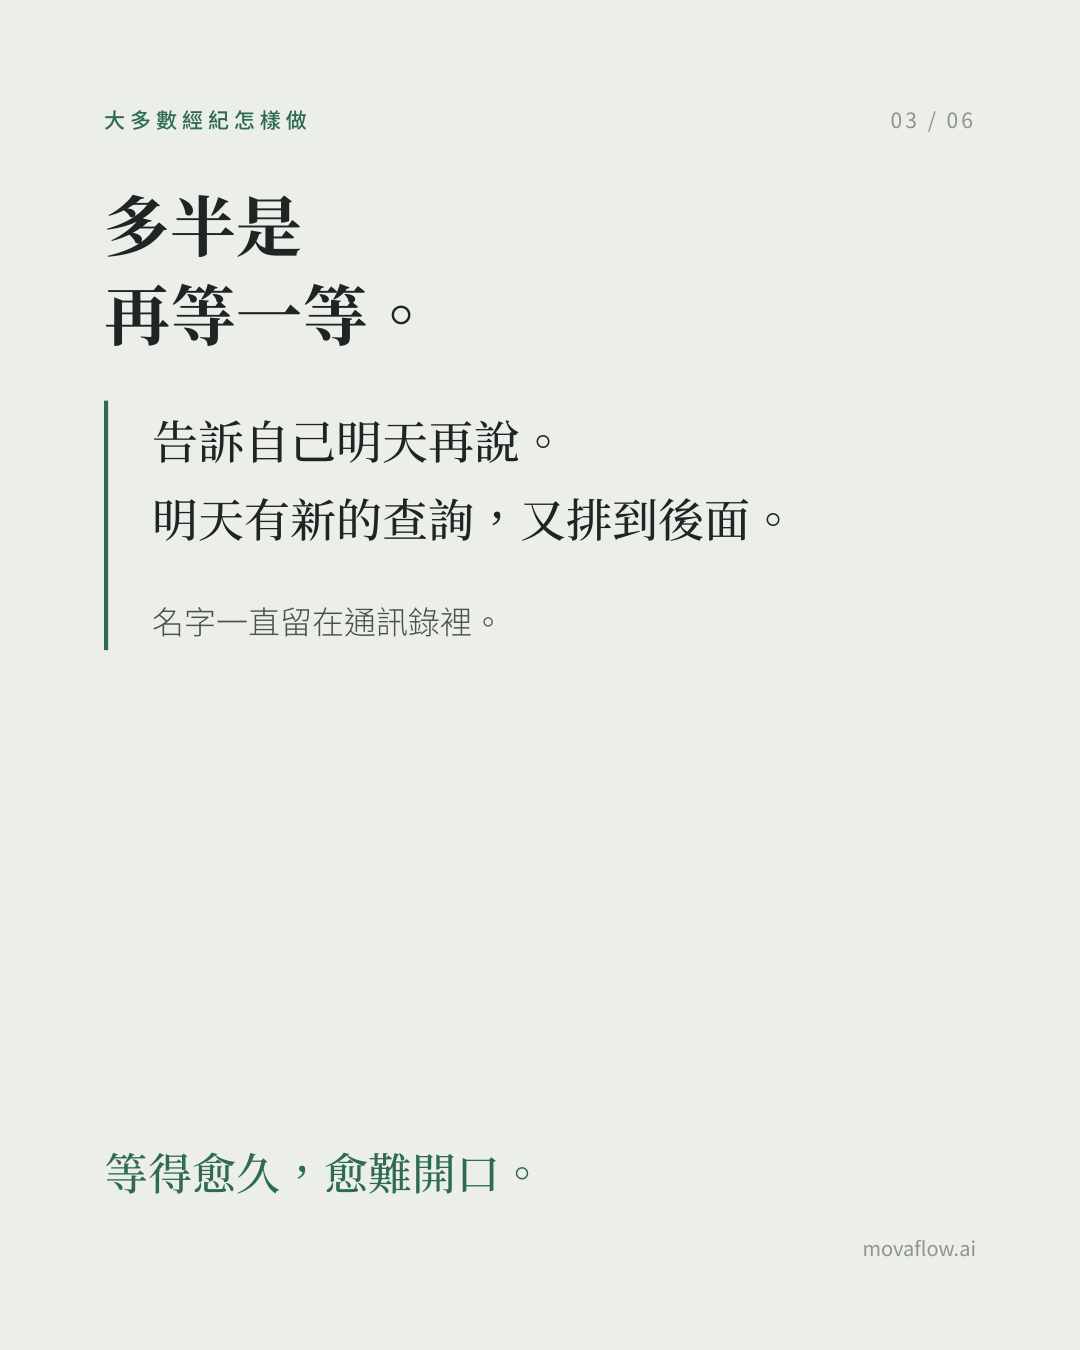 大多數經紀怎樣做
03 / 06
多半是
再等一等。
告訴自己明天再說。
明天有新的查詢，又排到後面。
名字一直留在通訊錄裡。
等得愈久，愈難開口。
movaflow.ai